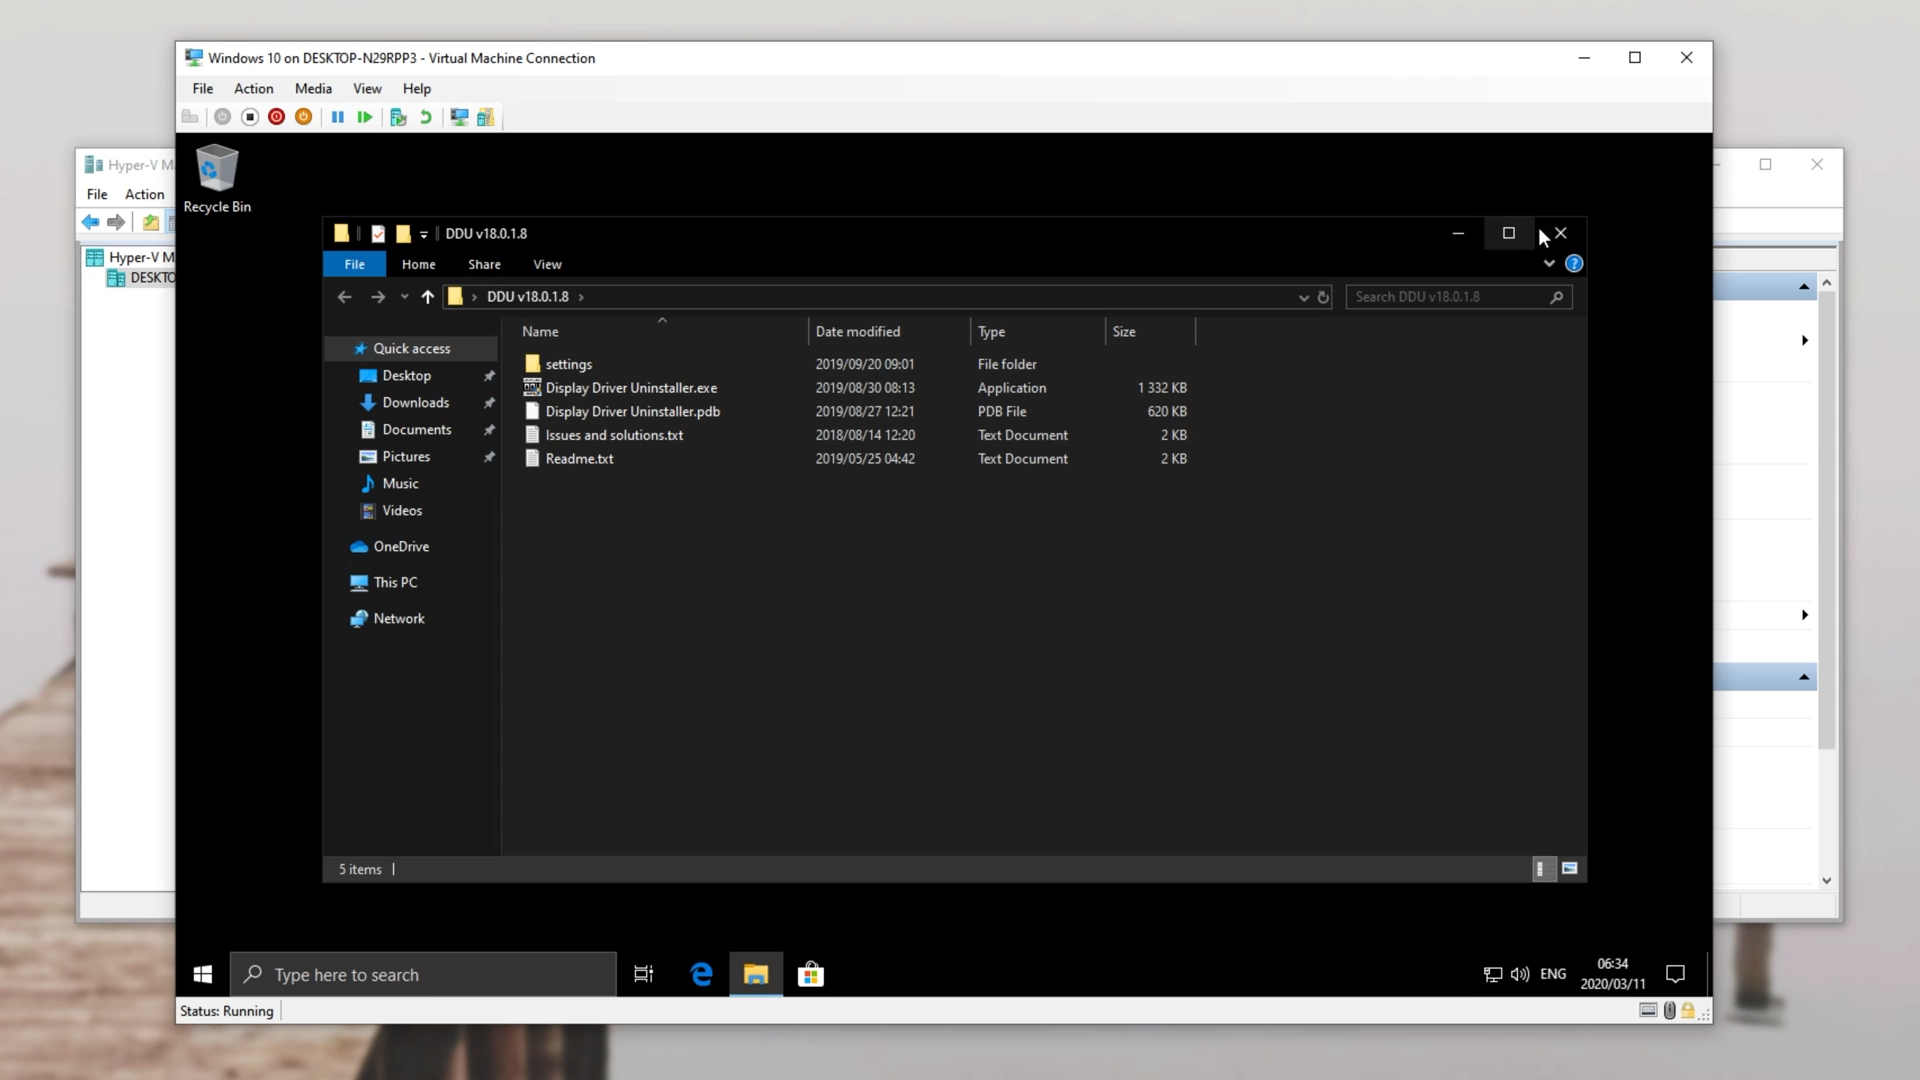 Windows 10 on DESKTOP-N29RPP3 - Virtual Machine Connection
File Action Media View Help
Hyper-V M
File Action
Hyper-V M
DESKTO
Recycle Bin
DDU v18.0.1.8
File Home Share View
DDU v18.0.1.8
Search DDU v18.0.1.8
Name Date modified Type Size
settings 2019/09/20 09:01 File folder
Display Driver Uninstaller.exe 2019/08/30 08:13 Application 1 332 KB
Display Driver Uninstaller.pdb 2019/08/27 12:21 PDB File 620 KB
Issues and solutions.txt 2018/08/14 12:20 Text Document 2 KB
Readme.txt 2019/05/25 04:42 Text Document 2 KB
Quick access
Desktop
Downloads
Documents
Pictures
Music
Videos
OneDrive
This PC
Network
5 items
Type here to search
ENG
06:34
2020/03/11
Status: Running